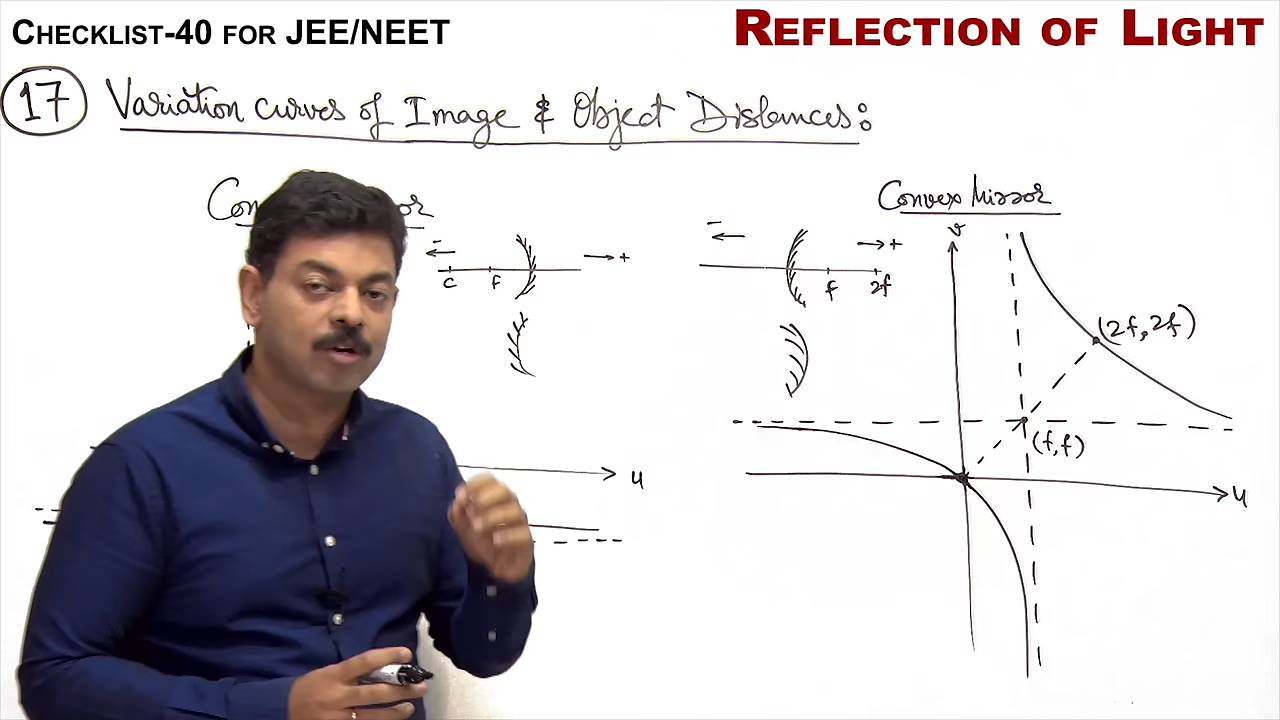 CHECKLIST-40 FOR JEE/NEET
REFLECTION OF LIGHT
17 Variation curves of Image & Object Distances:
Convex Mirror
-
+
C
F
u
-
+
f
2f
v
(2f, 2f)
(f, f)
u